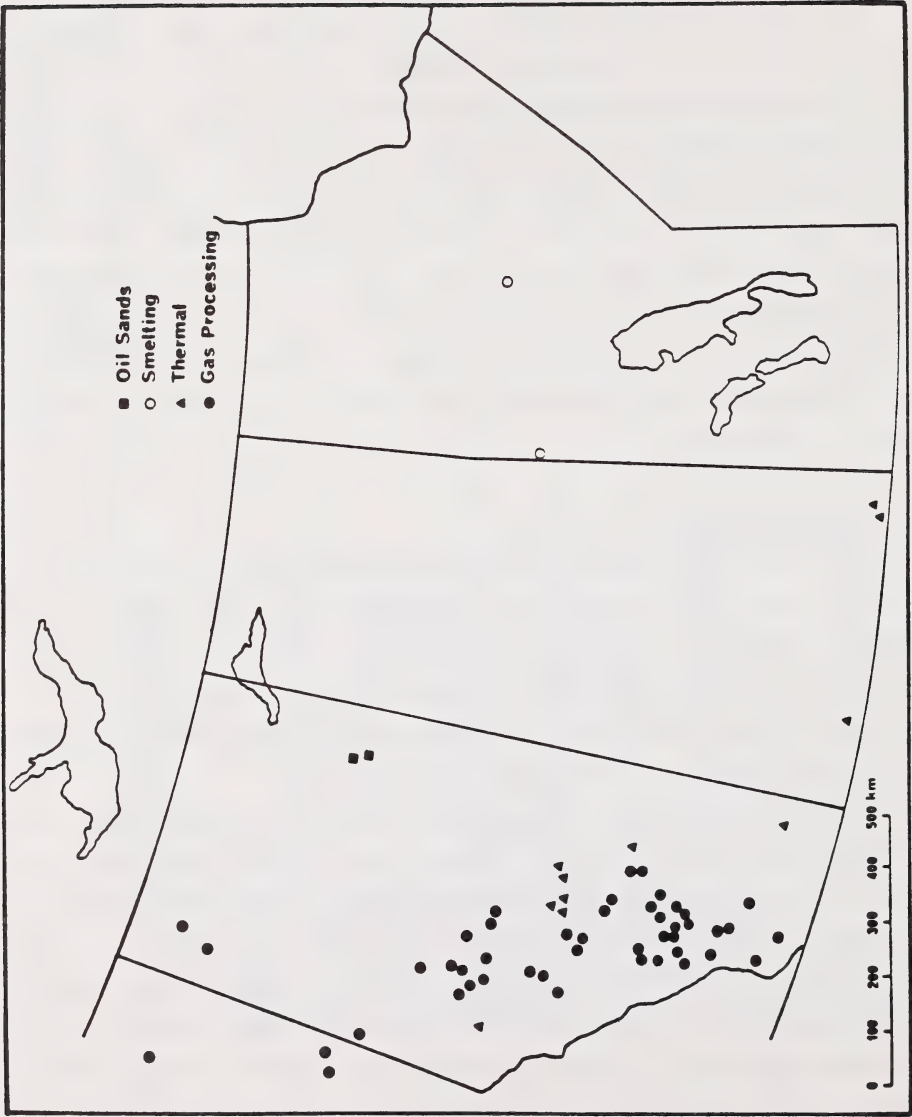 ■ Oil Sands
○ Smelting
▲ Thermal
● Gas Processing
0 100 200 300 400 500 km